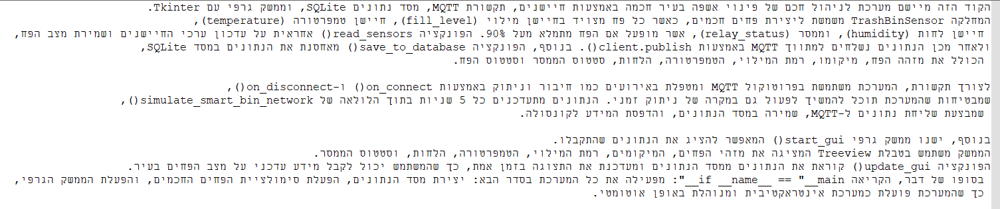 הקוד הזה מיישם מערכת לניהול חכם של פינוי אשפה בעיר חכמה באמצעות חיישנים, תקשורת MQTT, מסד נתונים SQLite, וממשק גרפי עם Tkinter.
המחלקה TrashBinSensor משמשת ליצירת פחים חכמים, כאשר כל פח מצויד בחיישן מילוי (fill_level), חיישן טמפרטורה (temperature),
חיישן לחות (humidity), וממסר (relay_status), אשר מופעל אם הפח מתמלא מעל 90%. הפונקציה read_sensors() אחראית על עדכון ערכי החיישנים ושמירת מצב הפח,
ולאחר מכן הנתונים נשלחים למתווך MQTT באמצעות client.publish(). בנוסף, הפונקציה save_to_database() מאחסנת את הנתונים במסד SQLite,
הכולל את מזהה הפח, מיקומו, רמת המילוי, הטמפרטורה, הלחות, סטטוס הממסר וסטטוס הפח.
לצורך תקשורת, המערכת משתמשת בפרוטוקול MQTT ומטפלת באירועים כמו חיבור וניתוק באמצעות on_connect() ו-on_disconnect(),
שמבטיחות שהמערכת תוכל להמשיך לפעול גם במקרה של ניתוק זמני. הנתונים מתעדכנים כל 5 שניות בתוך הלולאה של simulate_smart_bin_network(),
שמבצעת שליחת נתונים ל-MQTT, שמירה במסד הנתונים, והדפסת המידע לקונסולה.
בנוסף, ישנו ממשק גרפי start_gui() המאפשר להציג את הנתונים שהתקבלו.
הממשק משתמש בטבלת Treeview המציגה את מזהי הפחים, המיקומים, רמת המילוי, הטמפרטורה, הלחות, וסטטוס הממסר.
הפונקציה update_gui() קוראת את הנתונים ממסד הנתונים ומעדכנת את התצוגה בזמן אמת, כך שהמשתמש יכול לקבל מידע עדכני על מצב הפחים בעיר.
בסופו של דבר, הקריאה if __name__ == "__main__": מפעילה את כל המערכת בסדר הבא: יצירת מסד הנתונים, הפעלת סימולציית הפחים החכמים, והפעלת הממשק הגרפי,
כך שהמערכת פועלת כמערכת אינטראקטיבית ומנוהלת באופן אוטומטי.